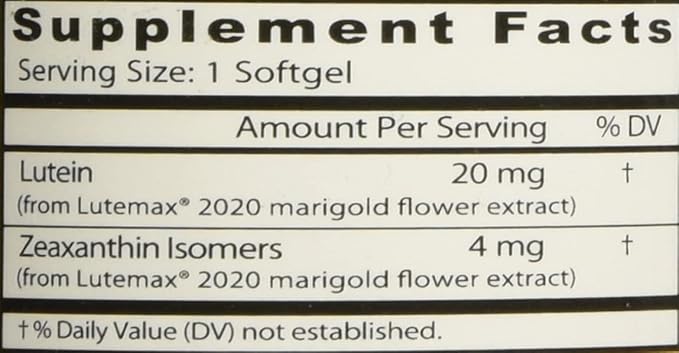 Supplement Facts
Serving Size: 1 Softgel
Amount Per Serving % DV
Lutein 20 mg †
(from Lutemax® 2020 marigold flower extract)
Zeaxanthin Isomers 4 mg †
(from Lutemax® 2020 marigold flower extract)
†% Daily Value (DV) not established.